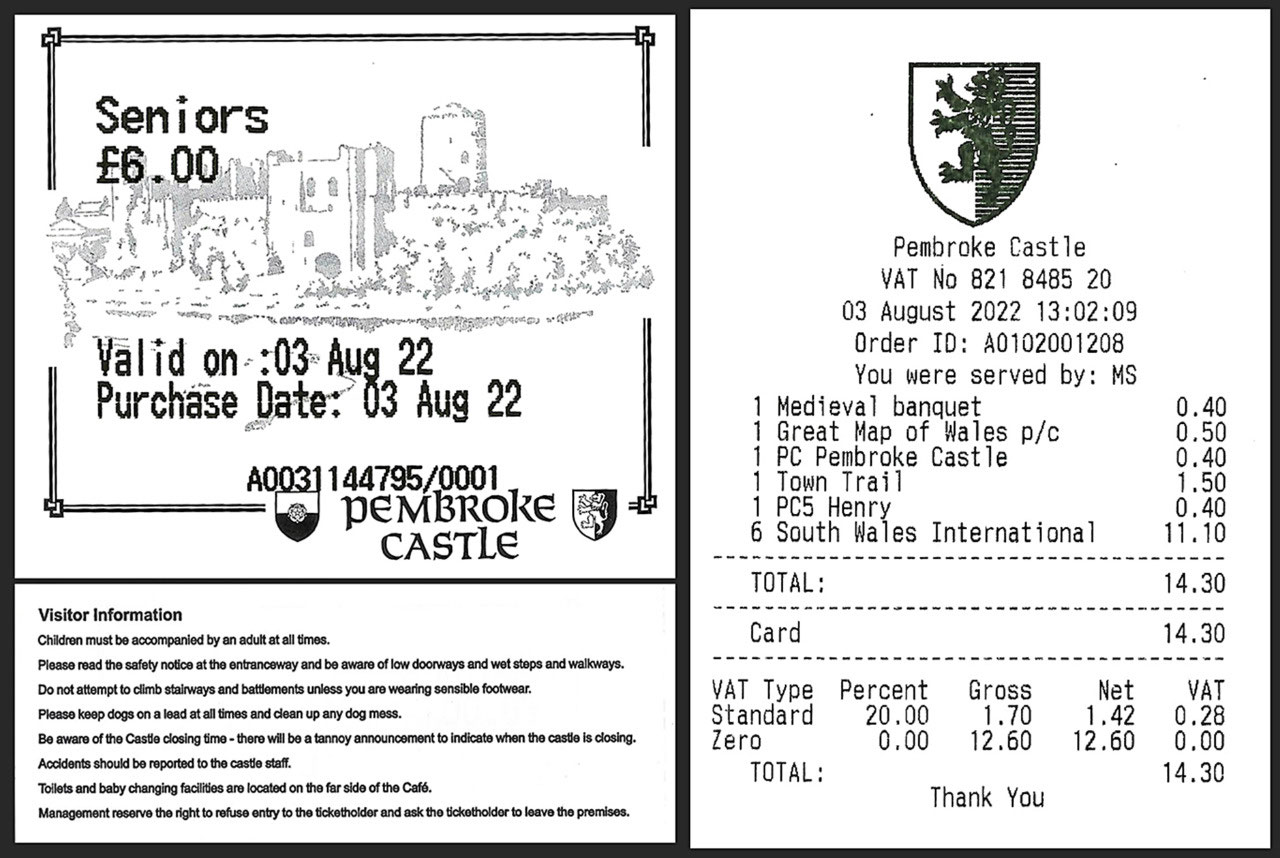 Seniors
£6.00
Valid on :03 Aug 22
Purchase Date: 03 Aug 22
A0031144795/0001
PEMBROKE
CASTLE
Visitor Information
Children must be accompanied by an adult at all times.
Please read the safety notice at the entranceway and be aware of low doorways and wet steps and walkways.
Do not attempt to climb stairways and battlements unless you are wearing sensible footwear.
Please keep dogs on a lead at all times and clean up any dog mess.
Be aware of the Castle closing time - there will be a tannoy announcement to indicate when the castle is closing.
Accidents should be reported to the castle staff.
Toilets and baby changing facilities are located on the far side of the Café.
Management reserve the right to refuse entry to the ticketholder and ask the ticketholder to leave the premises.
Pembroke Castle
VAT No 821 8485 20
03 August 2022 13:02:09
Order ID: A0102001208
You were served by: MS
1 Medieval banquet 0.40
1 Great Map of Wales p/c 0.50
1 PC Pembroke Castle 0.40
1 Town Trail 1.50
1 PC5 Henry 0.40
6 South Wales International 11.10
TOTAL: 14.30
Card 14.30
VAT Type Percent Gross Net VAT
Standard 20.00 1.70 1.42 0.28
Zero 0.00 12.60 12.60 0.00
TOTAL: 14.30
Thank You